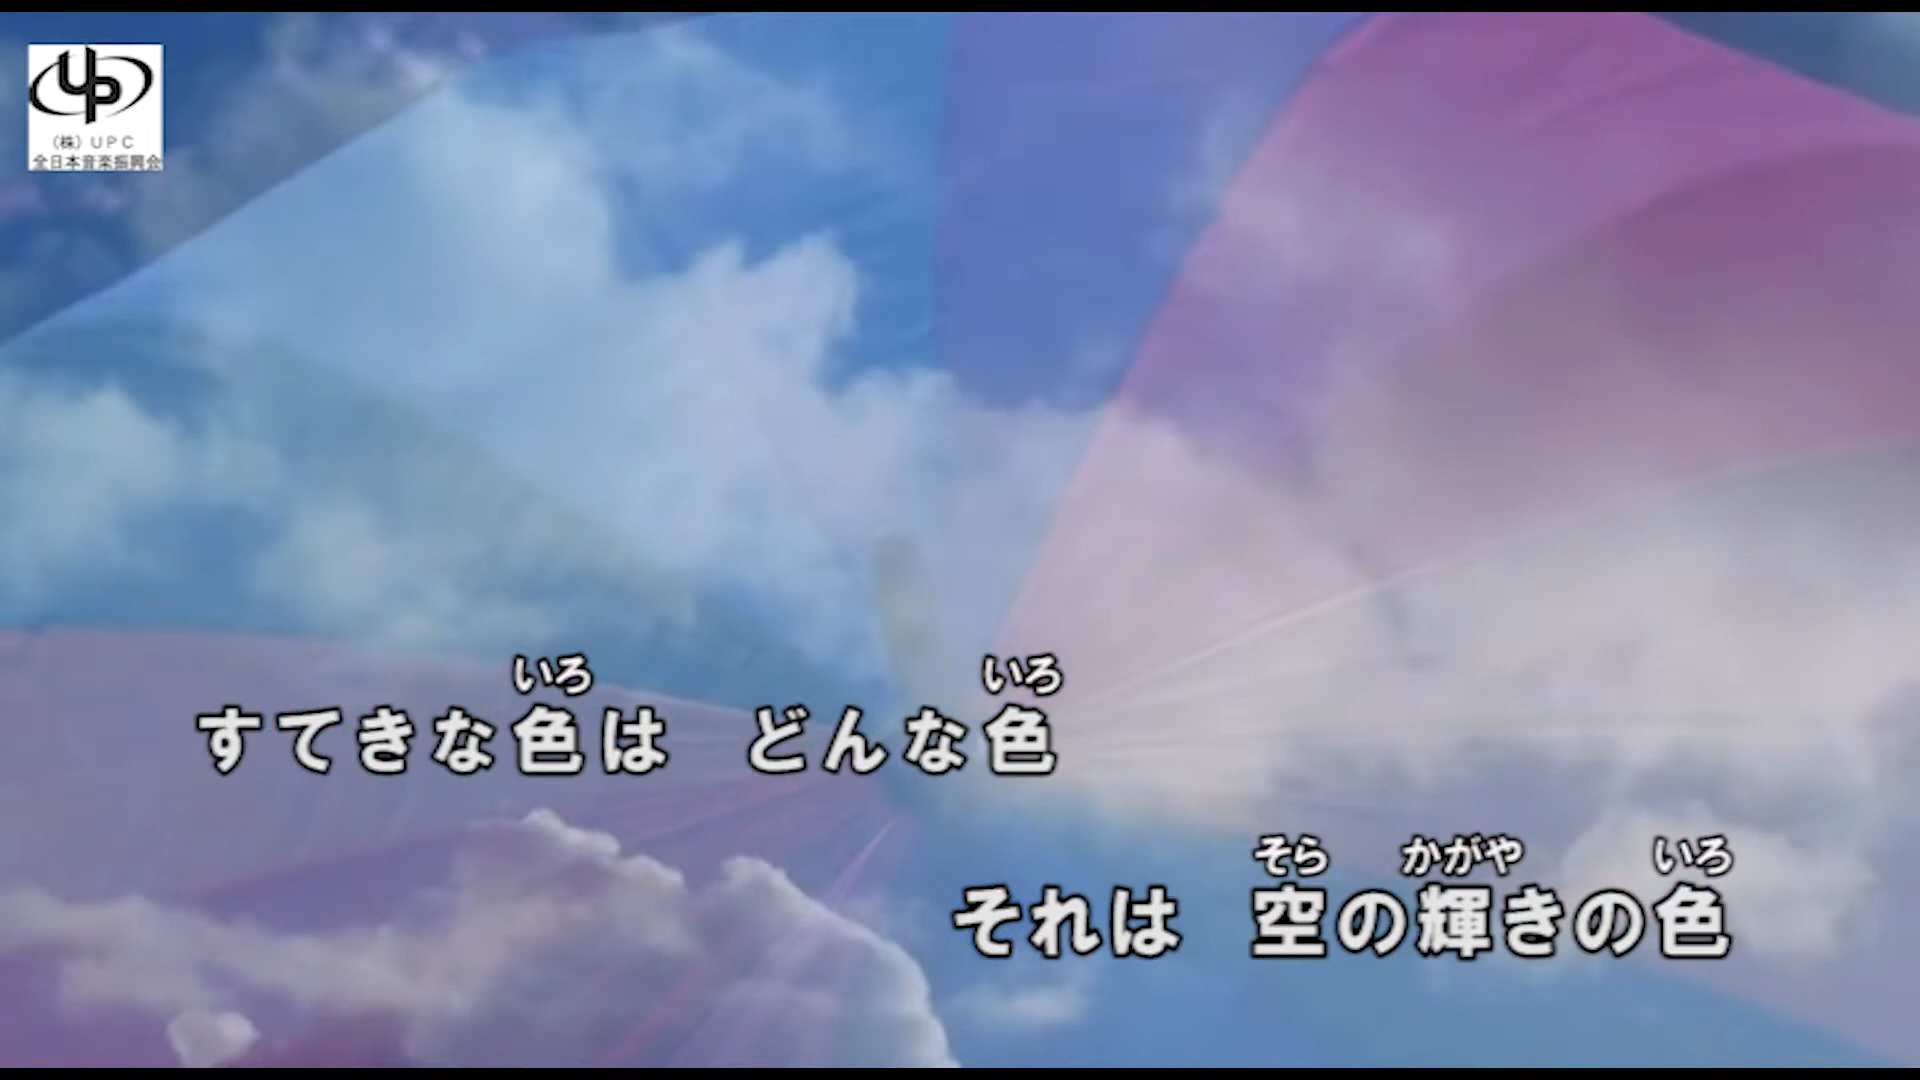 UP
（株）ＵＰＣ
全日本音楽振興会
いろ いろ
すてきな色は どんな色
そら かがや いろ
それは 空の輝きの色